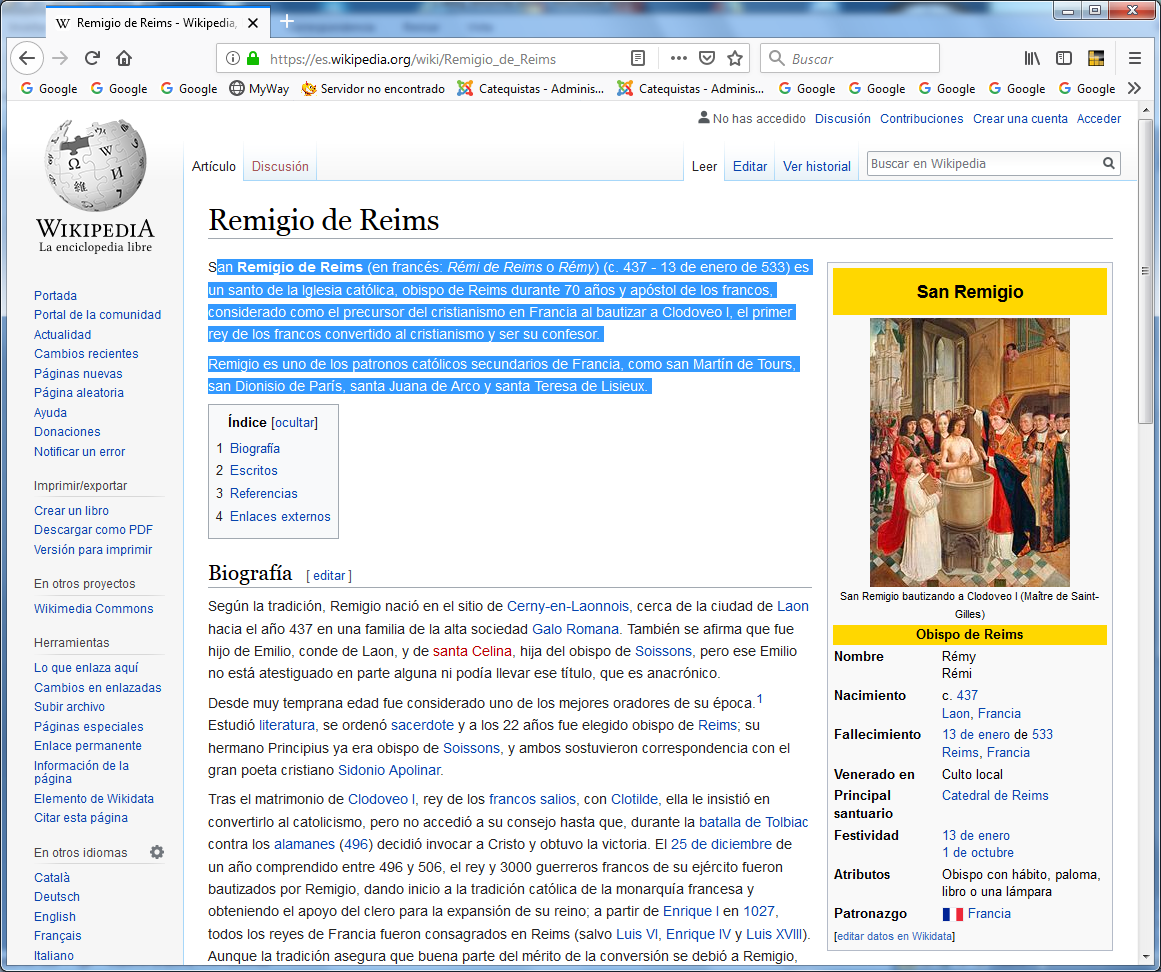 Remigio de Reims - Wikipedia,
https://es.wikipedia.org/wiki/Remigio_de_Reims
Buscar
Google
Google
Google
MyWay
Servidor no encontrado
Catequistas - Adminis...
Catequistas - Adminis...
Google
Google
Google
Google
Google
No has accedido Discusión Contribuciones Crear una cuenta Acceder
Artículo Discusión Leer Editar Ver historial Buscar en Wikipedia
WIKIPEDIA
La enciclopedia libre
Portada
Portal de la comunidad
Actualidad
Cambios recientes
Páginas nuevas
Página aleatoria
Ayuda
Donaciones
Notificar un error
Imprimir/exportar
Crear un libro
Descargar como PDF
Versión para imprimir
En otros proyectos
Wikimedia Commons
Herramientas
Lo que enlaza aquí
Cambios en enlazadas
Subir archivo
Páginas especiales
Enlace permanente
Información de la
página
Elemento de Wikidata
Citar esta página
En otros idiomas
Català
Deutsch
English
Français
Italiano
Remigio de Reims
San Remigio de Reims (en francés: Rémi de Reims o Rémy) (c. 437 - 13 de enero de 533) es
un santo de la Iglesia católica, obispo de Reims durante 70 años y apóstol de los francos,
considerado como el precursor del cristianismo en Francia al bautizar a Clodoveo I, el primer
rey de los francos convertido al cristianismo y ser su confesor.
Remigio es uno de los patronos católicos secundarios de Francia, como san Martín de Tours,
san Dionisio de París, santa Juana de Arco y santa Teresa de Lisieux.
Índice [ocultar]
1 Biografía
2 Escritos
3 Referencias
4 Enlaces externos
Biografía [ editar ]
Según la tradición, Remigio nació en el sitio de Cerny-en-Laonnois, cerca de la ciudad de Laon
hacia el año 437 en una familia de la alta sociedad Galo Romana. También se afirma que fue
hijo de Emilio, conde de Laon, y de santa Celina, hija del obispo de Soissons, pero ese Emilio
no está atestiguado en parte alguna ni podía llevar ese título, que es anacrónico.
Desde muy temprana edad fue considerado uno de los mejores oradores de su época.1
Estudió literatura, se ordenó sacerdote y a los 22 años fue elegido obispo de Reims; su
hermano Principius ya era obispo de Soissons, y ambos sostuvieron correspondencia con el
gran poeta cristiano Sidonio Apolinar.
Tras el matrimonio de Clodoveo I, rey de los francos salios, con Clotilde, ella le insistió en
convertirlo al catolicismo, pero no accedió a su consejo hasta que, durante la batalla de Tolbiac
contra los alamanes (496) decidió invocar a Cristo y obtuvo la victoria. El 25 de diciembre de
un año comprendido entre 496 y 506, el rey y 3000 guerreros francos de su ejército fueron
bautizados por Remigio, dando inicio a la tradición católica de la monarquía francesa y
obteniendo el apoyo del clero para la expansión de su reino; a partir de Enrique I en 1027,
todos los reyes de Francia fueron consagrados en Reims (salvo Luis VI, Enrique IV y Luis XVIII).
Aunque la tradición asegura que buena parte del mérito de la conversión se debió a Remigio,
San Remigio
San Remigio bautizando a Clodoveo I (Maître de Saint-
Gilles)
Obispo de Reims
Nombre Rémy
Rémi
Nacimiento c. 437
Laon, Francia
Fallecimiento 13 de enero de 533
Reims, Francia
Venerado en Culto local
Principal Catedral de Reims
santuario
Festividad 13 de enero
1 de octubre
Atributos Obispo con hábito, paloma,
libro o una lámpara
Patronazgo Francia
[editar datos en Wikidata]